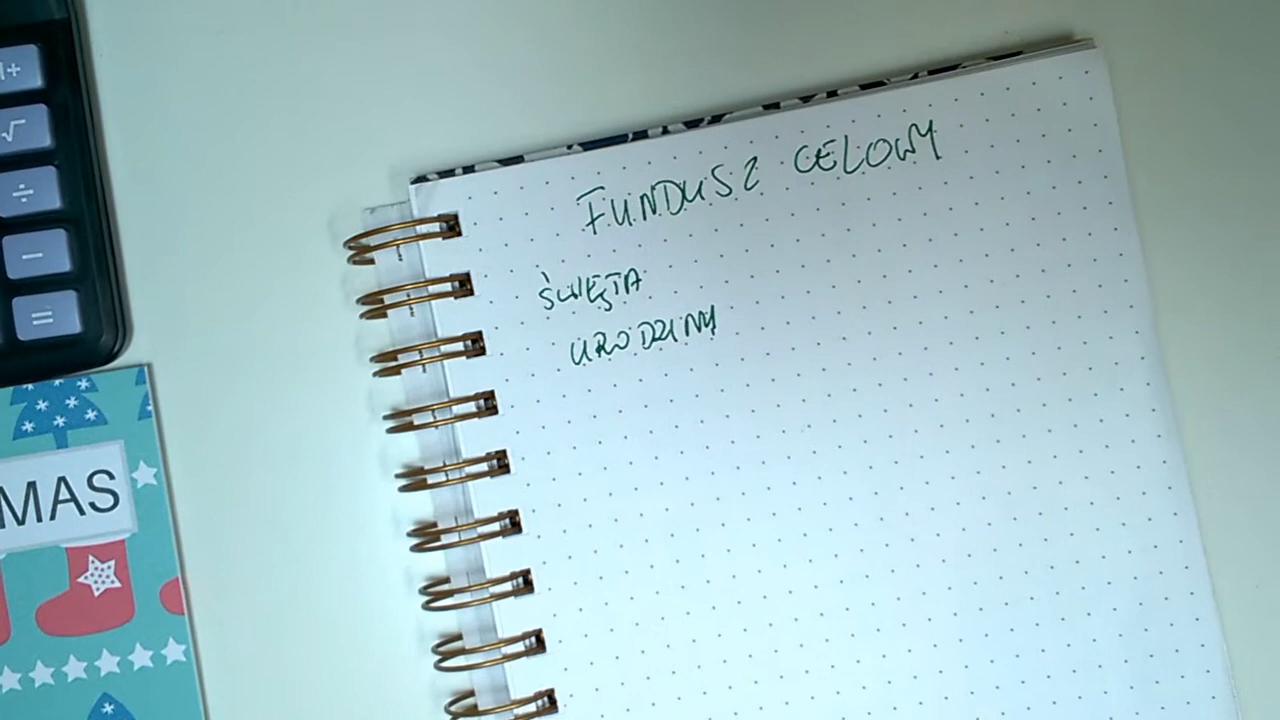 FUNDUSZ CELOWY
ŚWIĘTA
URODZINY
MAS
√
÷
−
=